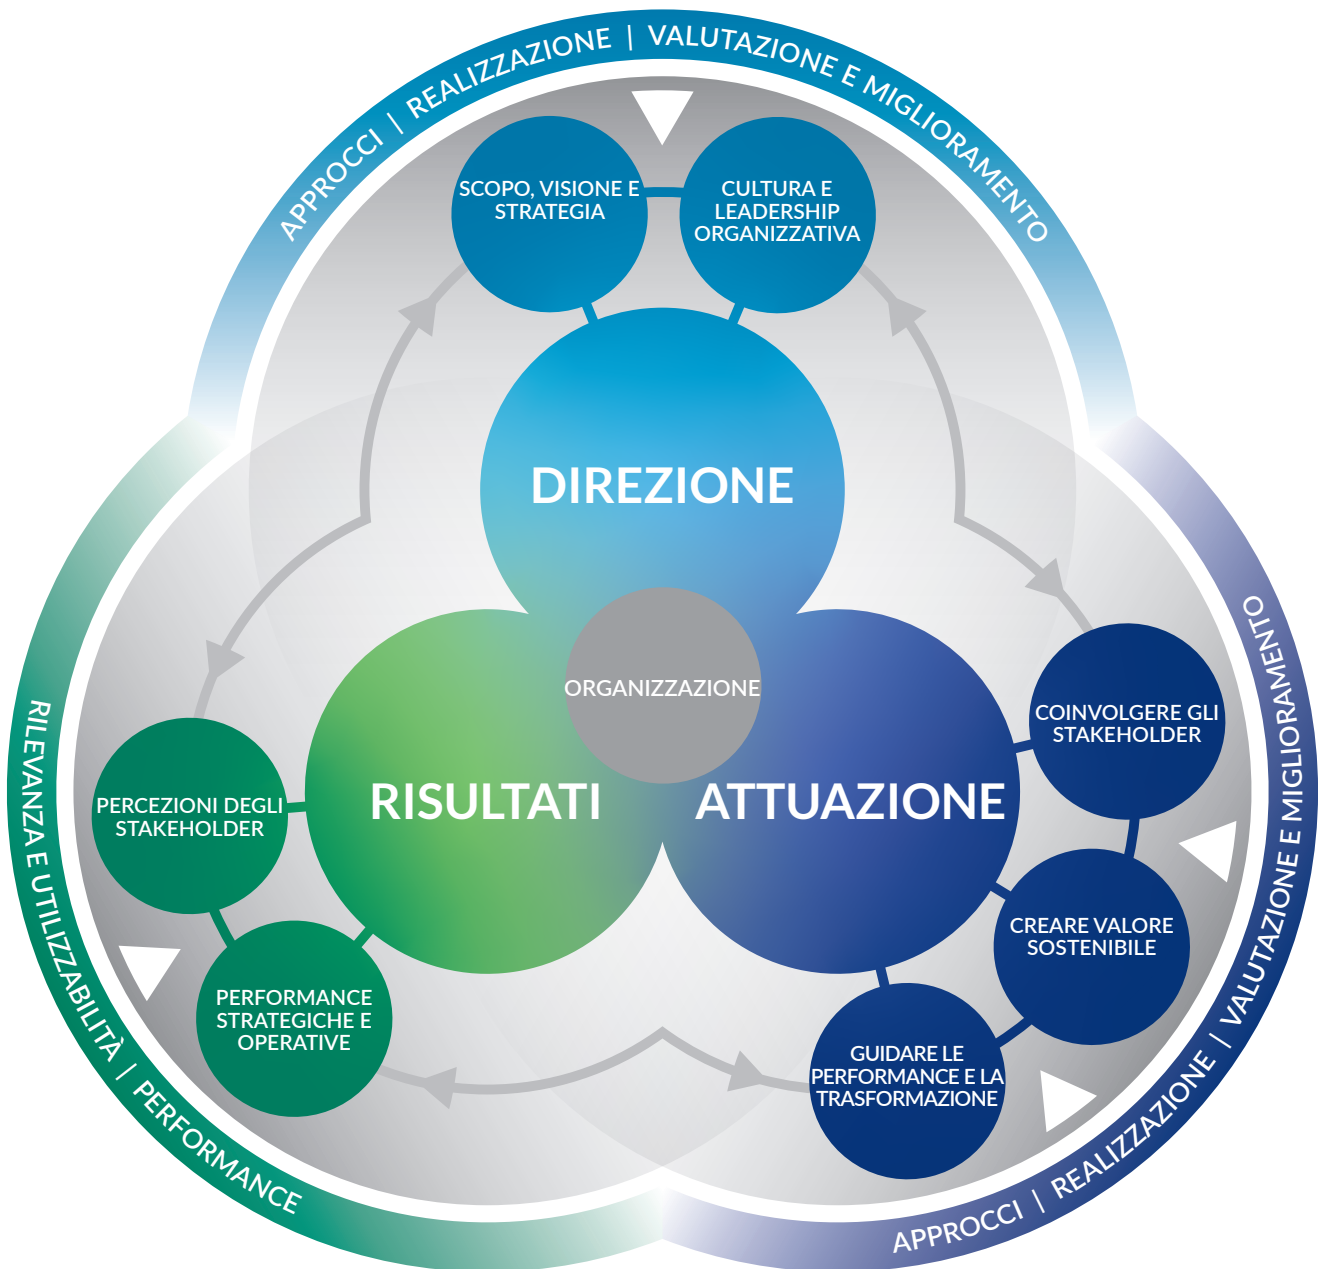 APPROCCI | REALIZZAZIONE | VALUTAZIONE E MIGLIORAMENTO
SCOPO, VISIONE E
STRATEGIA
CULTURA E
LEADERSHIP
ORGANIZZATIVA
DIREZIONE
ORGANIZZAZIONE
RISULTATI
ATTUAZIONE
COINVOLGERE GLI
STAKEHOLDER
CREARE VALORE
SOSTENIBILE
GUIDARE LE
PERFORMANCE E LA
TRASFORMAZIONE
PERCEZIONI DEGLI
STAKEHOLDER
PERFORMANCE
STRATEGICHE E
OPERATIVE
RILEVANZA E UTILIZZABILITÀ | PERFORMANCE
APPROCCI | REALIZZAZIONE | VALUTAZIONE E MIGLIORAMENTO